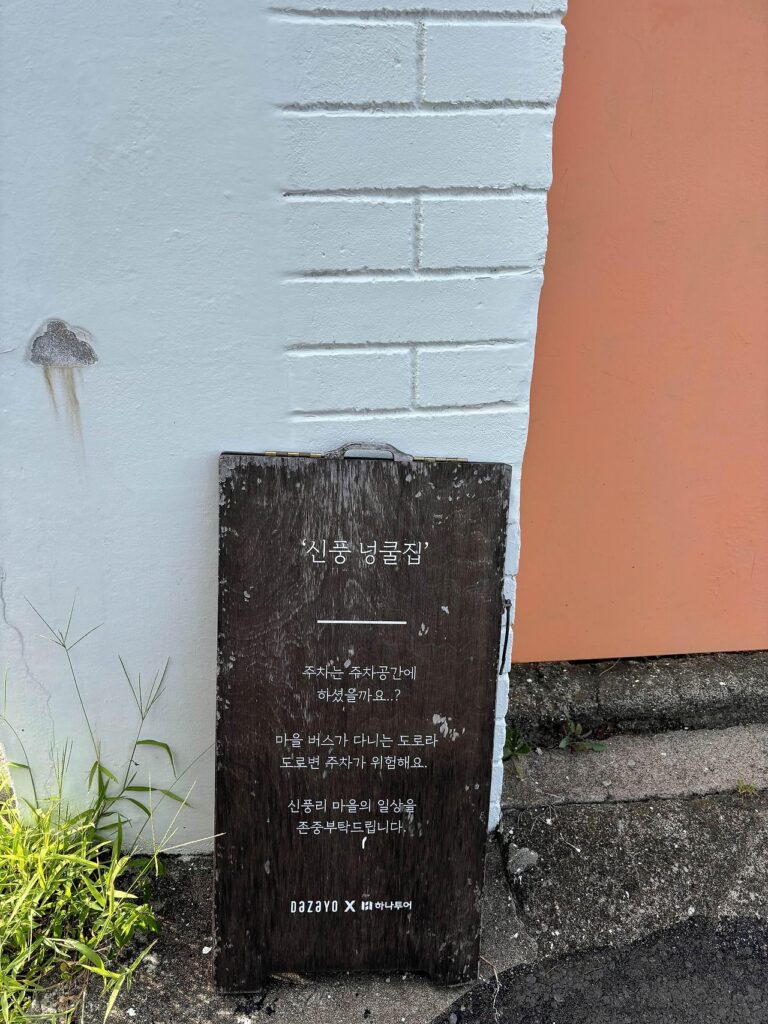 ‘신풍 넝쿨집’
주차는 주차공간에
하셨을까요..?
마을 버스가 다니는 도로라
도로변 주차가 위험해요.
신풍리 마을의 일상을
존중부탁드립니다.
DaZaYO X 하나투어